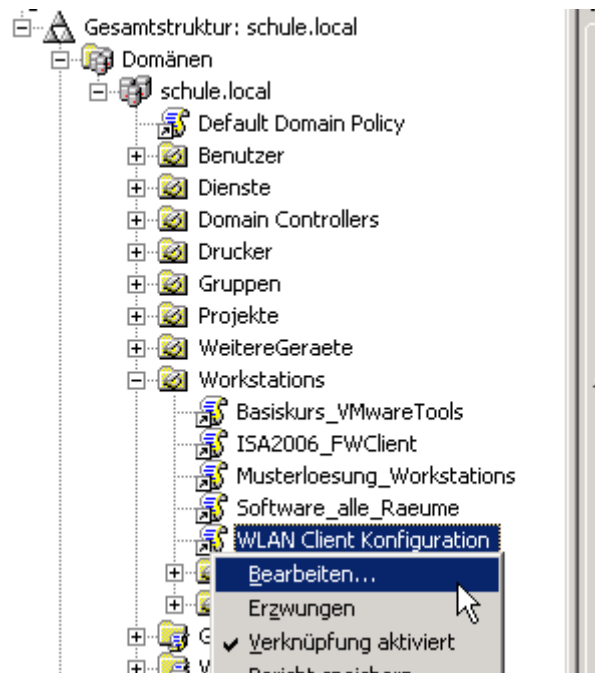 Gesamtstruktur: schule.local
Domänen
schule.local
Default Domain Policy
Benutzer
Dienste
Domain Controllers
Drucker
Gruppen
Projekte
WeitereGeraete
Workstations
Basiskurs_VMwareTools
ISA2006_FWClient
Musterloesung_Workstations
Software_alle_Raeume
WLAN Client Konfiguration
Bearbeiten...
Erzwungen
G
Verknüpfung aktiviert